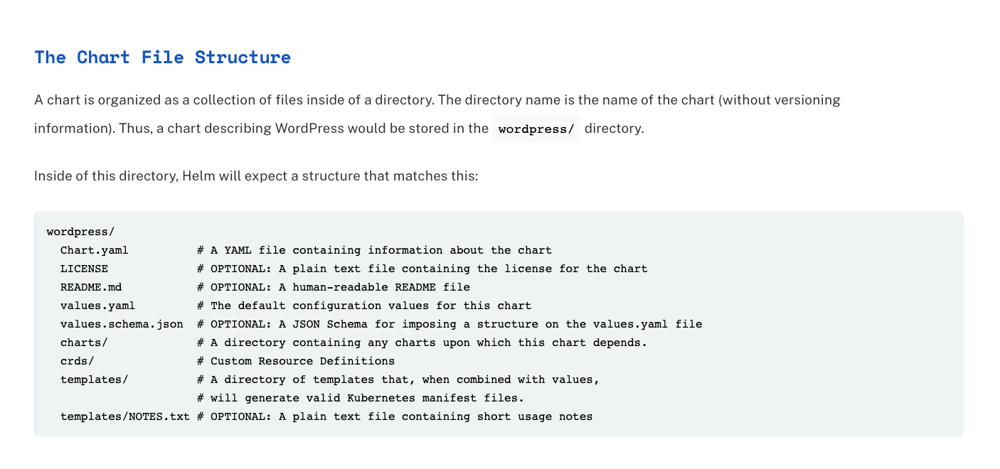 The Chart File Structure
A chart is organized as a collection of files inside of a directory. The directory name is the name of the chart (without versioning
information). Thus, a chart describing WordPress would be stored in the wordpress/ directory.
Inside of this directory, Helm will expect a structure that matches this:
wordpress/
  Chart.yaml          # A YAML file containing information about the chart
  LICENSE             # OPTIONAL: A plain text file containing the license for the chart
  README.md           # OPTIONAL: A human-readable README file
  values.yaml         # The default configuration values for this chart
  values.schema.json  # OPTIONAL: A JSON Schema for imposing a structure on the values.yaml file
  charts/             # A directory containing any charts upon which this chart depends.
  crds/               # Custom Resource Definitions
  templates/          # A directory of templates that, when combined with values,
                      # will generate valid Kubernetes manifest files.
  templates/NOTES.txt # OPTIONAL: A plain text file containing short usage notes